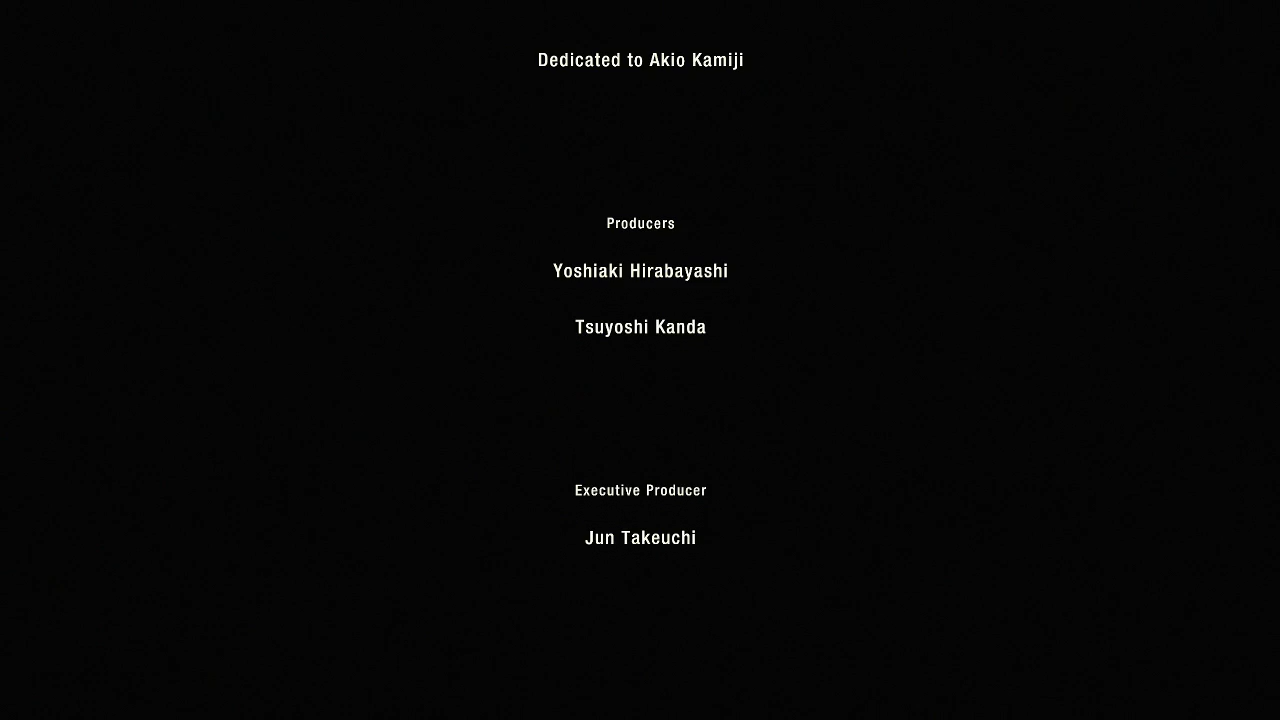 Dedicated to Akio Kamiji
Producers
Yoshiaki Hirabayashi
Tsuyoshi Kanda
Executive Producer
Jun Takeuchi